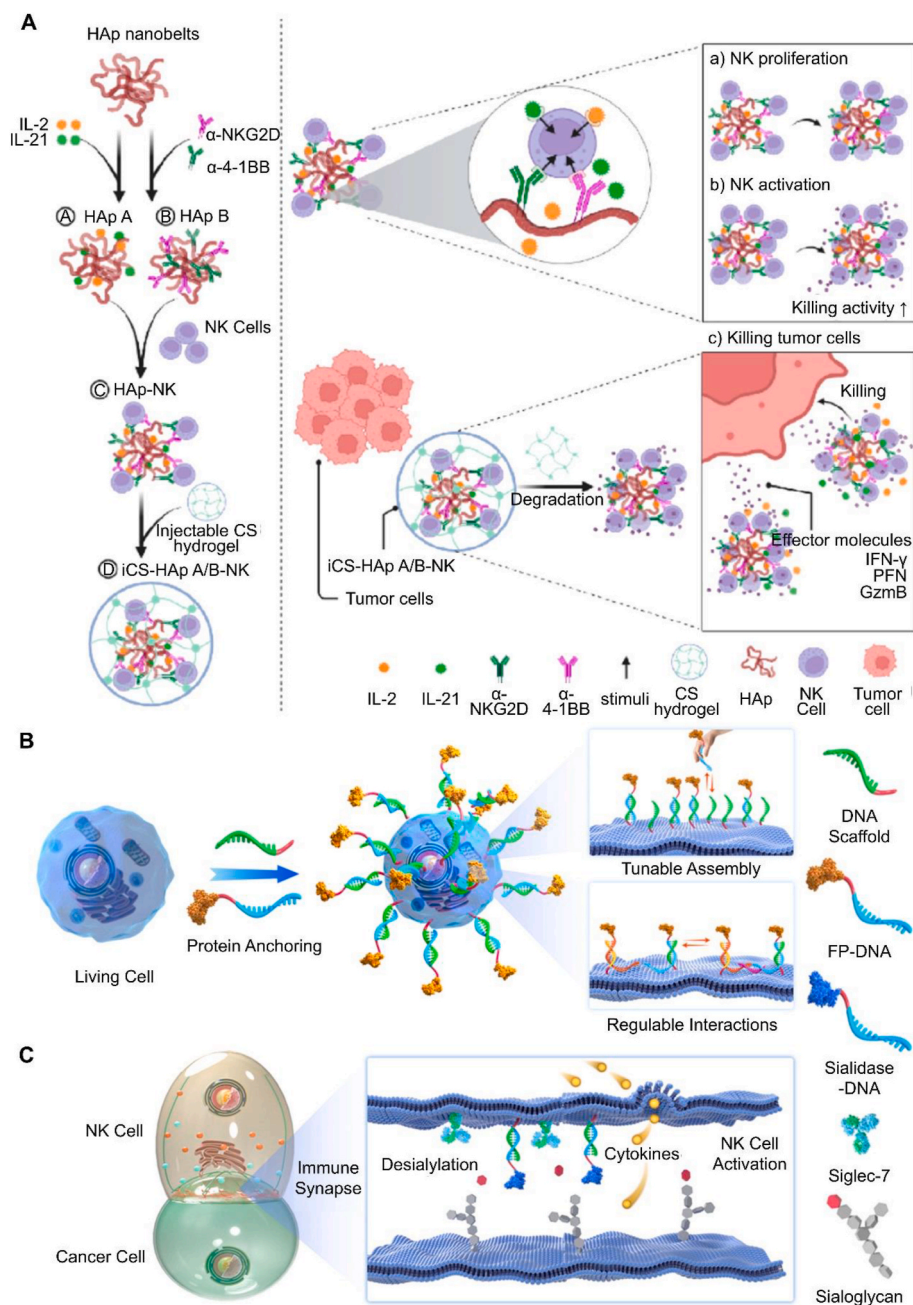 A
HAp nanobelts
IL-2
IL-21
α-NKG2D
α-4-1BB
A HAp A
B HAp B
NK Cells
C HAp-NK
Injectable CS
hydrogel
D iCS-HAp A/B-NK
a) NK proliferation
b) NK activation
Killing activity ↑
c) Killing tumor cells
Killing
Effector molecules
IFN-γ
PFN
GzmB
Degradation
iCS-HAp A/B-NK
Tumor cells
IL-2
IL-21
α-
NKG2D
α-
4-1BB
stimuli
CS
hydrogel
HAp
NK
Cell
Tumor
cell
B
Living Cell
Protein Anchoring
Tunable Assembly
Regulable Interactions
DNA
Scaffold
FP-DNA
Sialidase
-DNA
C
NK Cell
Cancer Cell
Immune
Synapse
Desialylation
Cytokines
NK Cell
Activation
Siglec-7
Sialoglycan